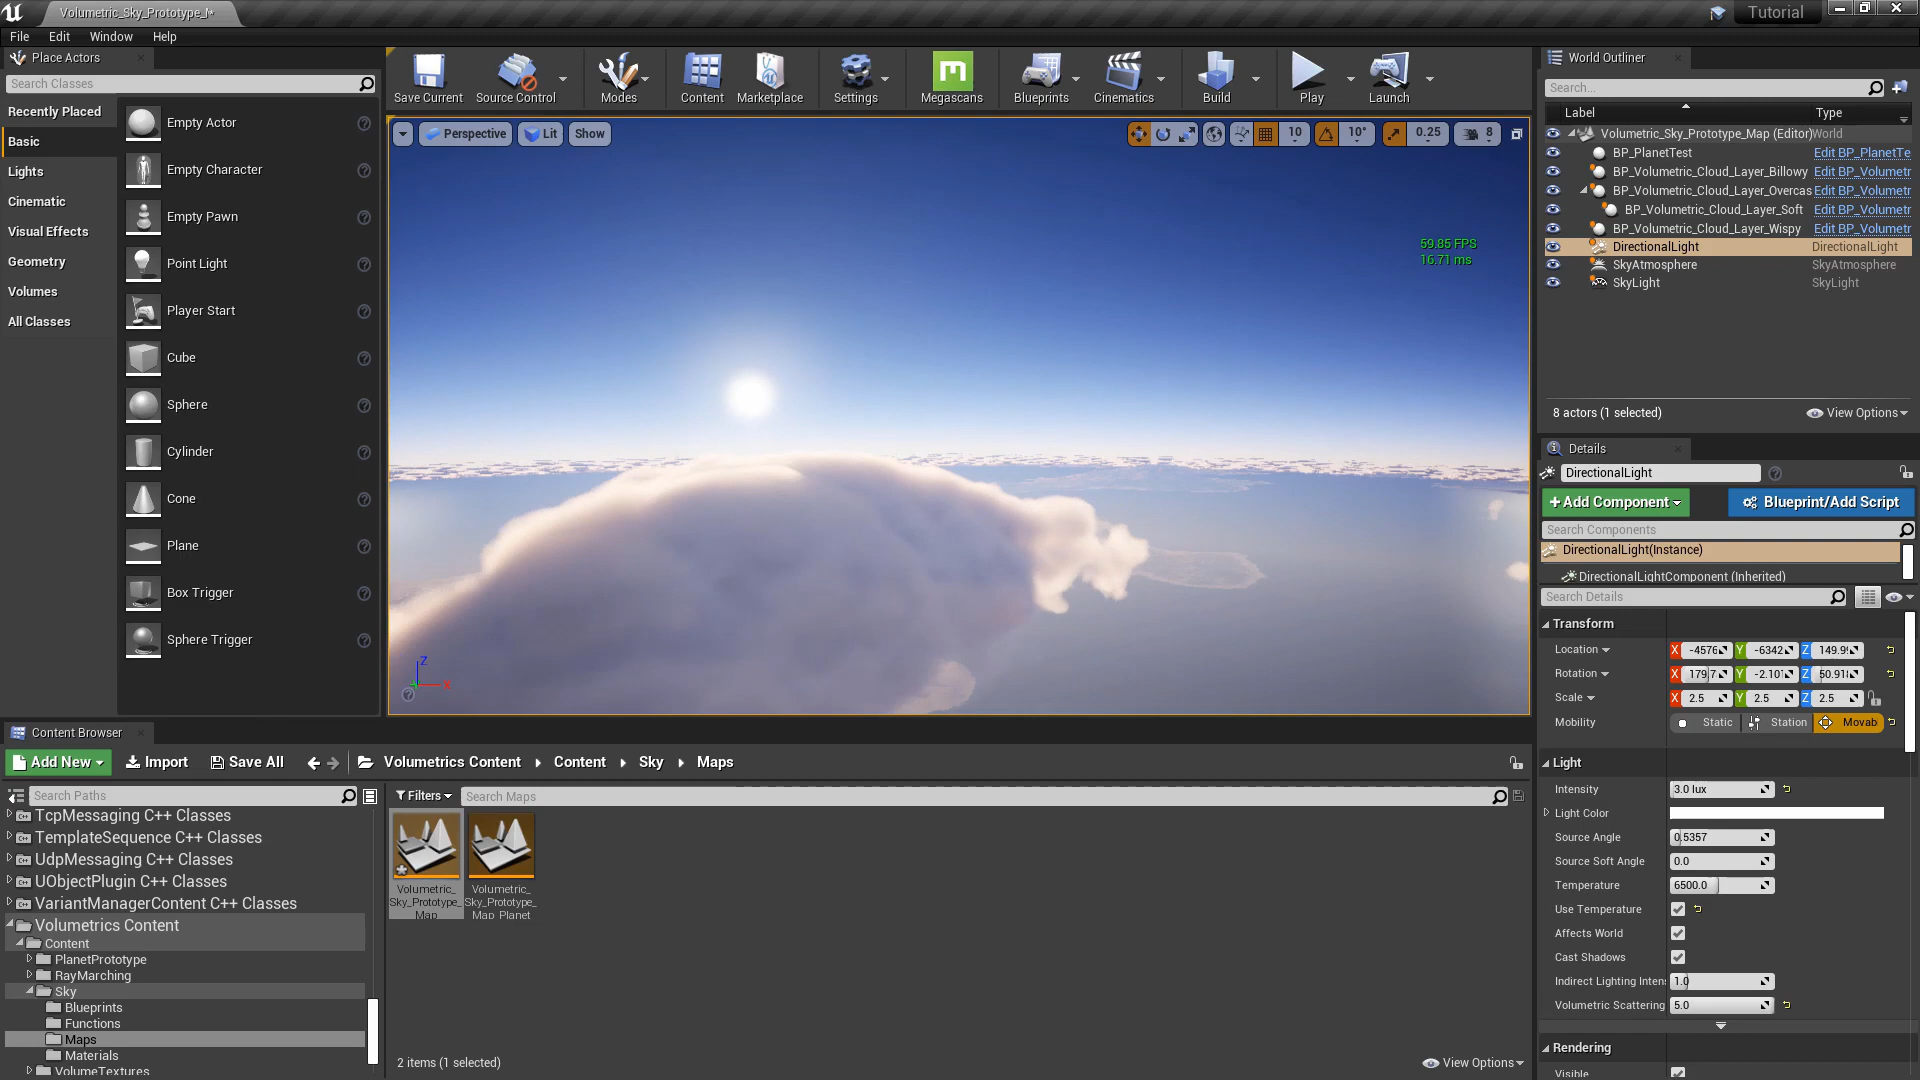 Volumetric_Sky_Prototype_M*
Tutorial
File Edit Window Help
Place Actors
Search Classes
Recently Placed
Basic
Lights
Cinematic
Visual Effects
Geometry
Volumes
All Classes
Empty Actor
Empty Character
Empty Pawn
Point Light
Player Start
Cube
Sphere
Cylinder
Cone
Plane
Box Trigger
Sphere Trigger
Save Current Source Control Modes Content Marketplace Settings Megascans Blueprints Cinematics Build Play Launch
Perspective Lit Show
10 10° 0.25 8
59.85 FPS
16.71 ms
Z
X
World Outliner
Search...
Label Type
Volumetric_Sky_Prototype_Map (Editor) World
BP_PlanetTest Edit BP_PlanetTe
BP_Volumetric_Cloud_Layer_Billowy Edit BP_Volumetr
BP_Volumetric_Cloud_Layer_Overcas Edit BP_Volumetr
BP_Volumetric_Cloud_Layer_Soft Edit BP_Volumetr
BP_Volumetric_Cloud_Layer_Wispy Edit BP_Volumetr
DirectionalLight DirectionalLight
SkyAtmosphere SkyAtmosphere
SkyLight SkyLight
8 actors (1 selected) View Options
Details
DirectionalLight
+Add Component Blueprint/Add Script
Search Components
DirectionalLight(Instance)
DirectionalLightComponent (Inherited)
Search Details
Transform
Location X -4576 Y -6342 Z 149.9
Rotation X 179.7 Y -2.101 Z 50.91
Scale X 2.5 Y 2.5 Z 2.5
Mobility Static Station Movab
Light
Intensity 3.0 lux
Light Color
Source Angle 0.5357
Source Soft Angle 0.0
Temperature 6500.0
Use Temperature
Affects World
Cast Shadows
Indirect Lighting Inten 1.0
Volumetric Scattering 5.0
Rendering
Visible
Content Browser
Add New Import Save All Volumetrics Content Content Sky Maps
Search Paths
TcpMessaging C++ Classes
TemplateSequence C++ Classes
UdpMessaging C++ Classes
UObjectPlugin C++ Classes
VariantManagerContent C++ Classes
Volumetrics Content
Content
PlanetPrototype
RayMarching
Sky
Blueprints
Functions
Maps
Materials
VolumeTextures
Filters Search Maps
Volumetric_
Sky_Prototype_
Map
Volumetric_
Sky_Prototype_
Map_Planet
2 items (1 selected) View Options